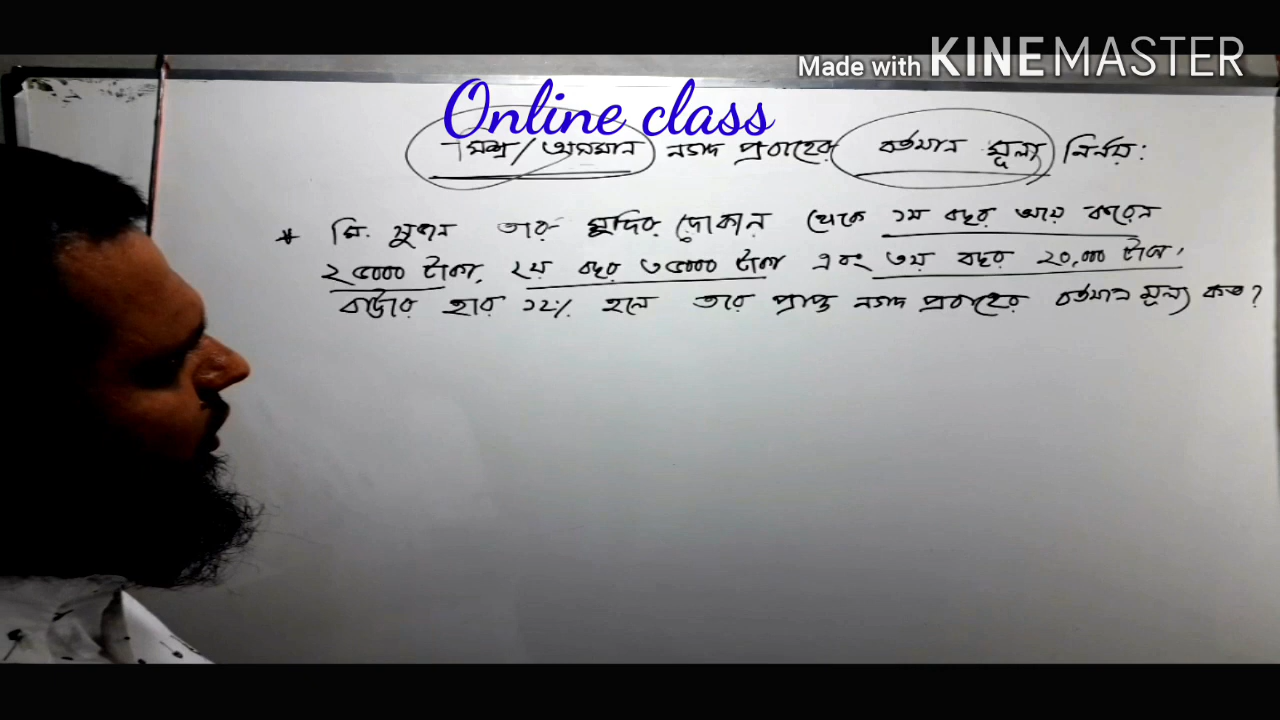 Made with KINEMASTER
Online class
মিশ্র/অসমান নগদ প্রবাহের বর্তমান মূল্য নির্নয়:
* মি. সুমন তার মুদির দোকান থেকে ১ম বছর আয় করেন
২৫০০০ টাকা, ২য় বছর ৩৫০০০ টাকা এবং ৩য় বছর ২০,০০০ টাকা,
বাট্টার হার ১২% হলে তার প্রাপ্ত নগদ প্রবাহের বর্তমান মূল্য কত?